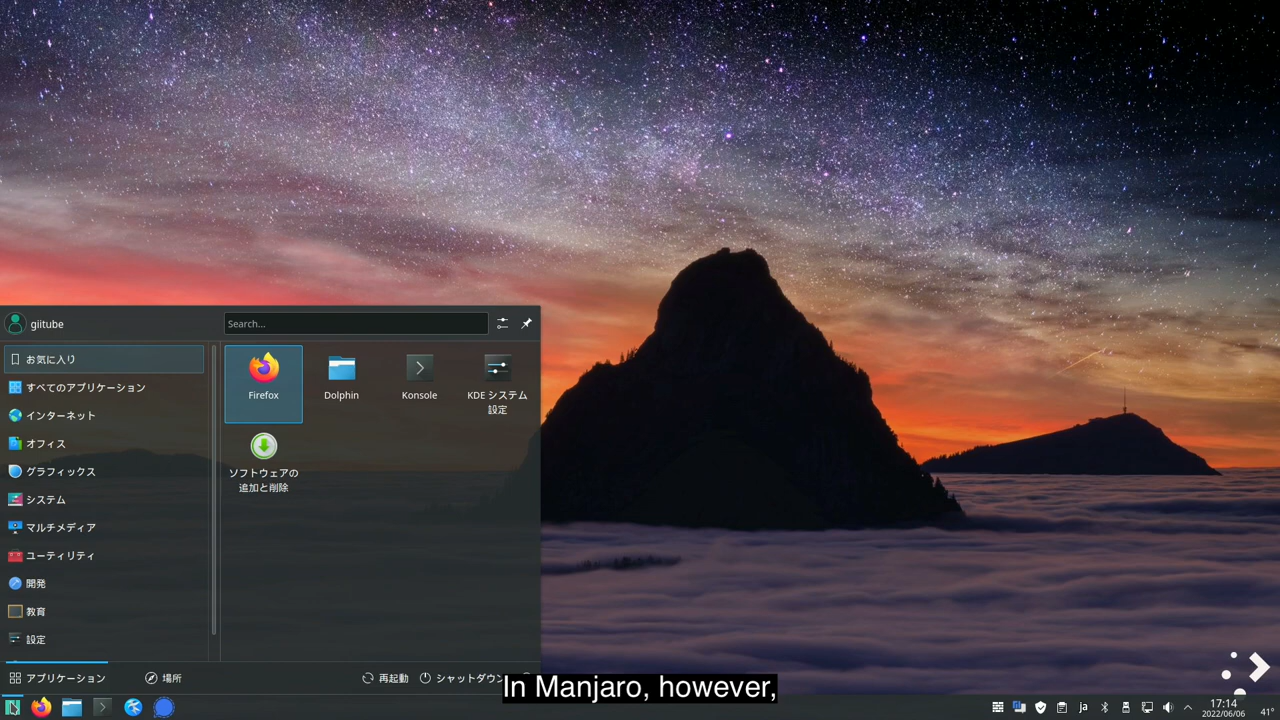 giitube
Search...
お気に入り
すべてのアプリケーション
インターネット
オフィス
グラフィックス
システム
マルチメディア
ユーティリティ
開発
教育
設定
Firefox
Dolphin
Konsole
KDE システム
設定
ソフトウェアの
追加と削除
アプリケーション
場所
再起動
シャットダウン
In Manjaro, however,
ja
17:14
2022/06/06
41°